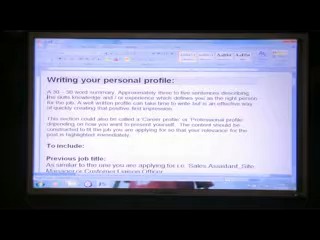 Writing your personal profile:
A 50 - 80 word summary. Approximately three to five sentences describing
the skills knowledge and / or experience which defines you as the right person
for the job. A well written profile can take time to write but is an effective way
of quickly creating that positive first impression.
This section could also be called a 'Career profile' or 'Professional profile'
depending on how you want to present yourself. The content should be
constructed to fit the job you are applying for so that your relevance for the
post is highlighted immediately.
To include:
Previous job title:
As similar to the one you are applying for i.e. Sales Assistant, Site
Manager or Customer Liaison Officer